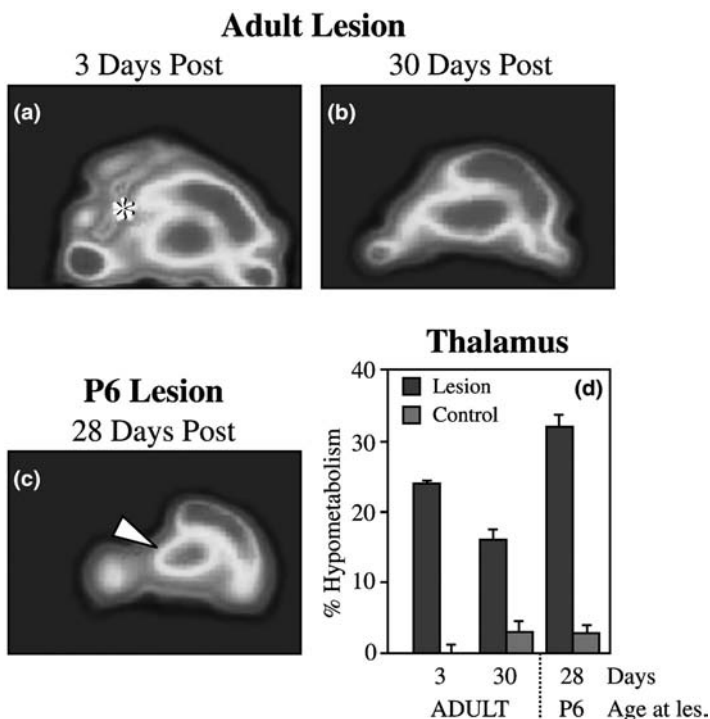 Adult Lesion
3 Days Post
30 Days Post
(a)
(b)
P6 Lesion
28 Days Post
(c)
Thalamus
(d)
% Hypometabolism
40
30
20
10
0
Lesion
Control
3 30 28 Days
ADULT P6 Age at les.